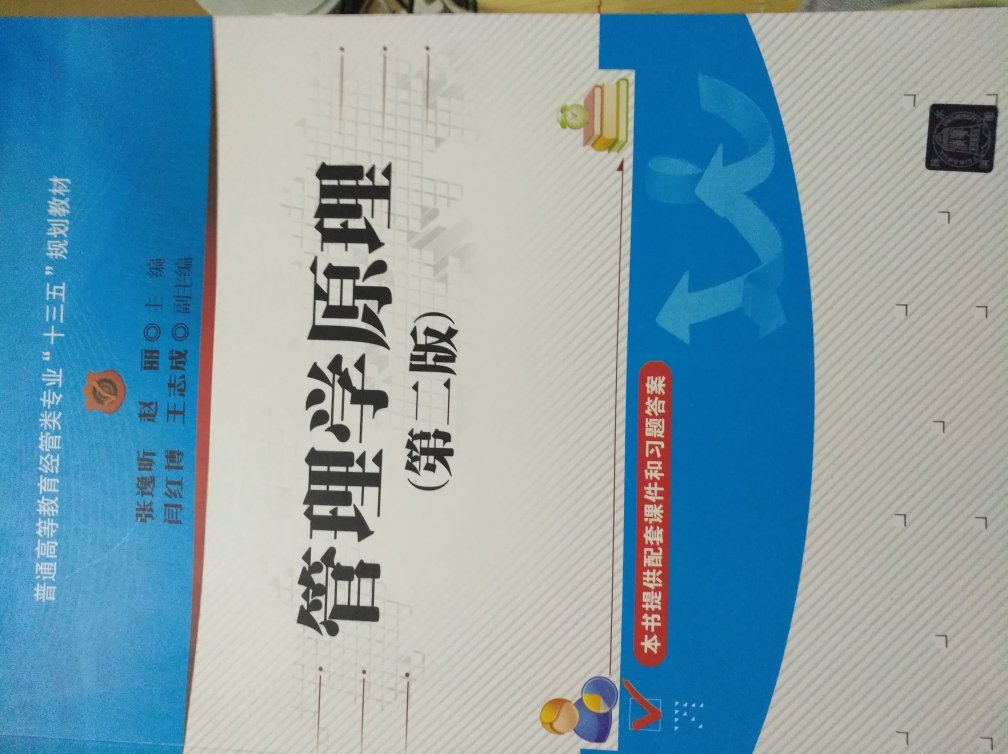 普通高等教育经管类专业“十三五”规划教材
张逸昕 赵 丽◎主 编
闫红博 王志成◎副主编
管理学原理
(第二版)
本书提供配套课件和习题答案